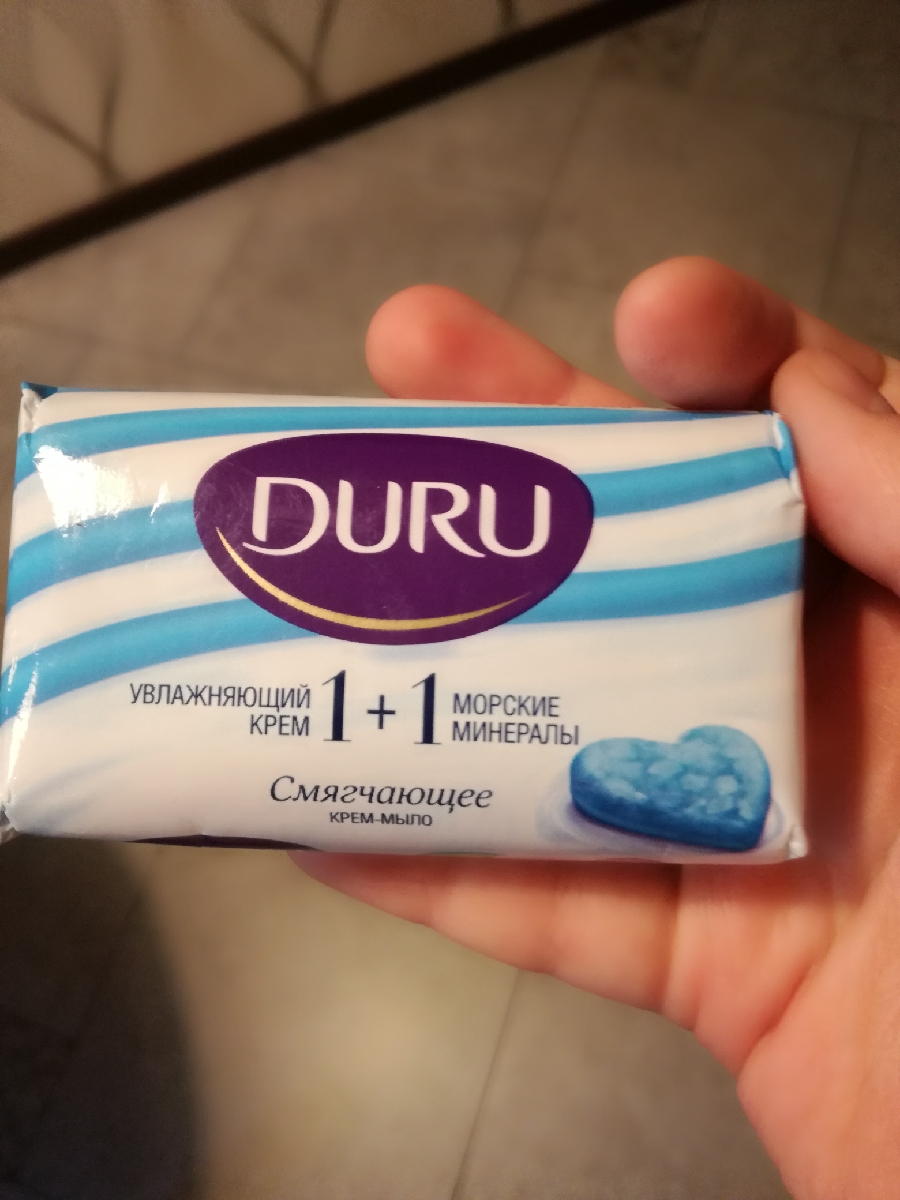 DURU
УВЛАЖНЯЮЩИЙ
КРЕМ
1 + 1
МОРСКИЕ
МИНЕРАЛЫ
Смягчающее
КРЕМ-МЫЛО